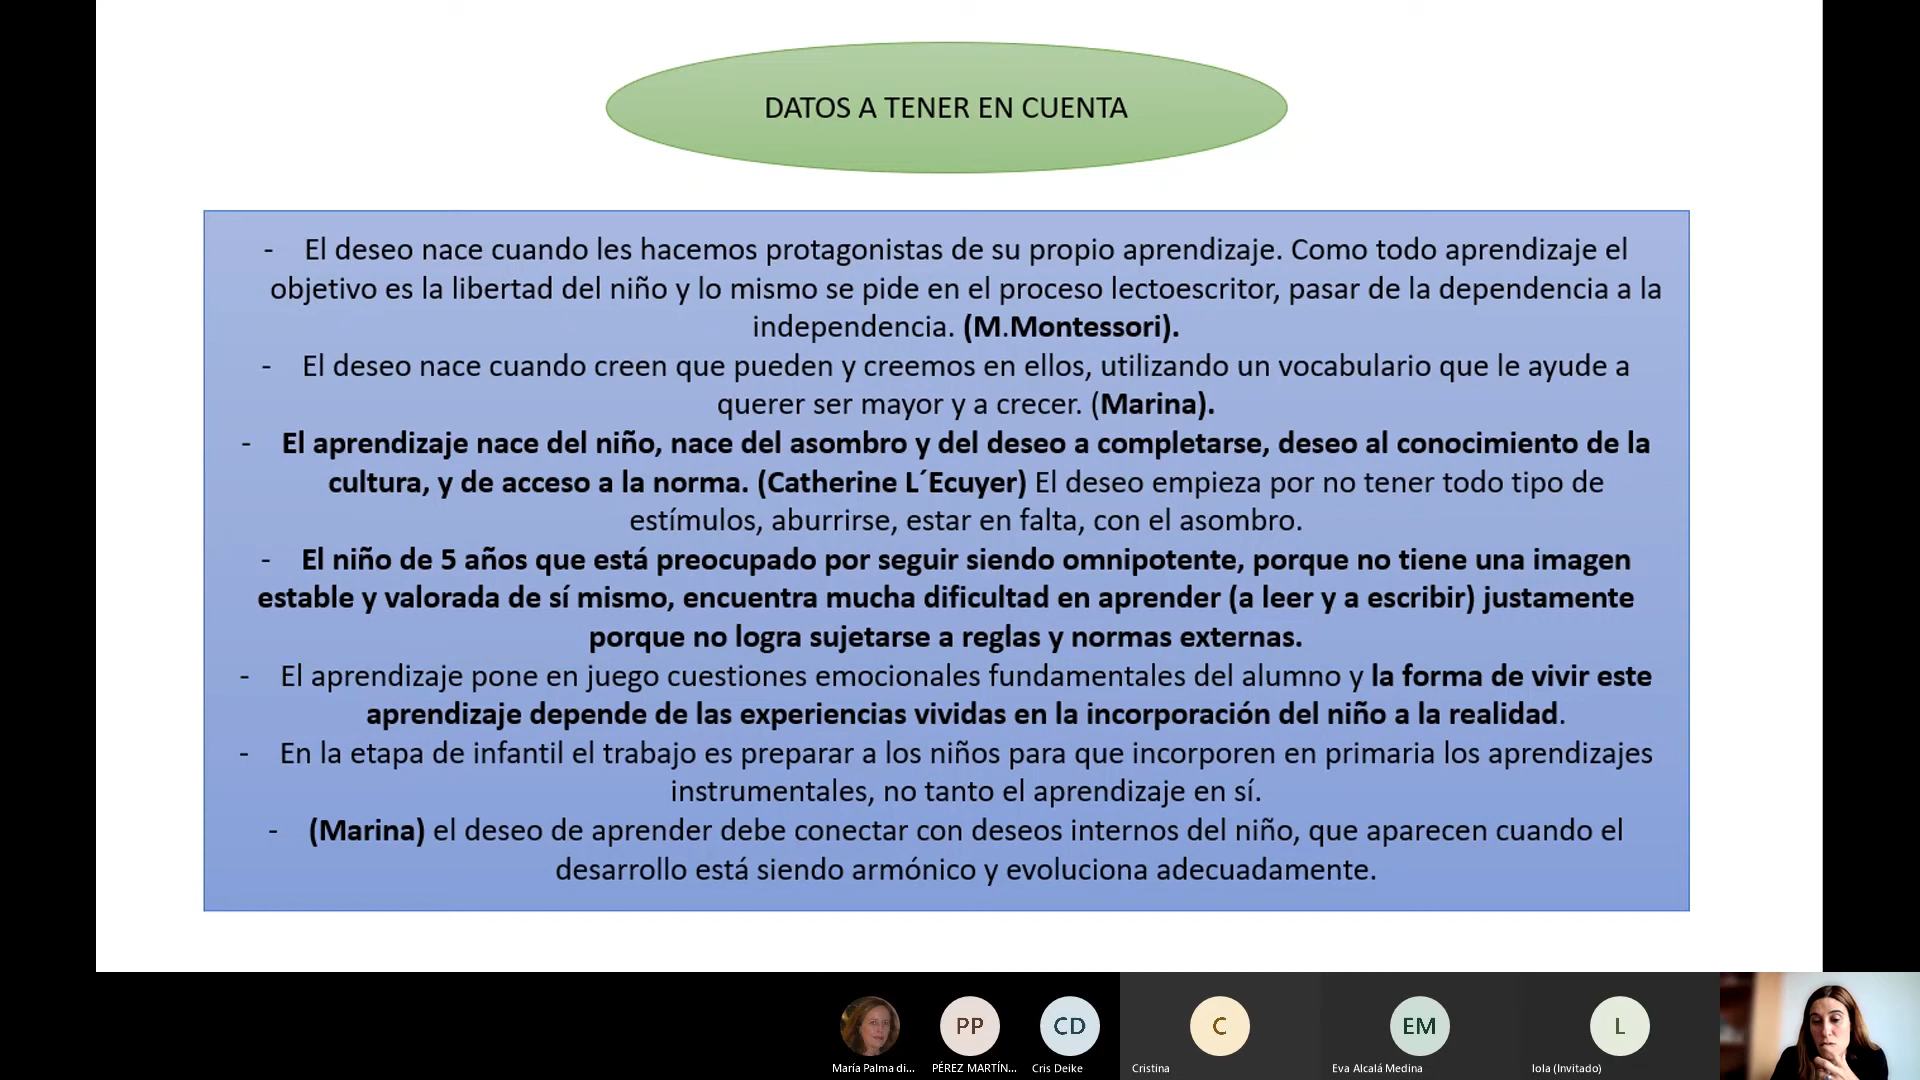 DATOS A TENER EN CUENTA
- El deseo nace cuando les hacemos protagonistas de su propio aprendizaje. Como todo aprendizaje el
objetivo es la libertad del niño y lo mismo se pide en el proceso lectoescritor, pasar de la dependencia a la
independencia. (M.Montessori).
- El deseo nace cuando creen que pueden y creemos en ellos, utilizando un vocabulario que le ayude a
querer ser mayor y a crecer. (Marina).
- El aprendizaje nace del niño, nace del asombro y del deseo a completarse, deseo al conocimiento de la
cultura, y de acceso a la norma. (Catherine L´Ecuyer) El deseo empieza por no tener todo tipo de
estímulos, aburrirse, estar en falta, con el asombro.
- El niño de 5 años que está preocupado por seguir siendo omnipotente, porque no tiene una imagen
estable y valorada de sí mismo, encuentra mucha dificultad en aprender (a leer y a escribir) justamente
porque no logra sujetarse a reglas y normas externas.
- El aprendizaje pone en juego cuestiones emocionales fundamentales del alumno y la forma de vivir este
aprendizaje depende de las experiencias vividas en la incorporación del niño a la realidad.
- En la etapa de infantil el trabajo es preparar a los niños para que incorporen en primaria los aprendizajes
instrumentales, no tanto el aprendizaje en sí.
- (Marina) el deseo de aprender debe conectar con deseos internos del niño, que aparecen cuando el
desarrollo está siendo armónico y evoluciona adecuadamente.
PP CD C EM L
María Palma di... PÉREZ MARTÍN... Cris Deike Cristina Eva Alcalá Medina lola (Invitado)